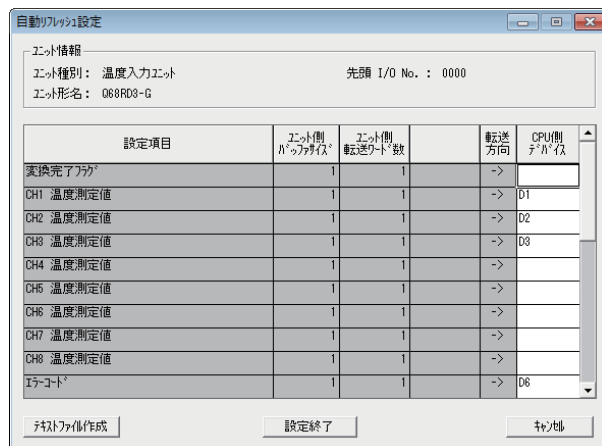 自動リフレッシュ設定
ユニット情報
ユニット種別： 温度入力ユニット 先頭 I/O No. : 0000
ユニット形名： Q68RD3-G
設定項目 ユニット側 バッファサイズ ユニット側 転送ワード数 転送方向 CPU側 デバイス
変換完了フラグ 1 1 ->
CH1 温度測定値 1 1 -> D1
CH2 温度測定値 1 1 -> D2
CH3 温度測定値 1 1 -> D3
CH4 温度測定値 1 1 ->
CH5 温度測定値 1 1 ->
CH6 温度測定値 1 1 ->
CH7 温度測定値 1 1 ->
CH8 温度測定値 1 1 ->
エラーコード 1 1 -> D6
テキストファイル作成 設定終了 キャンセル